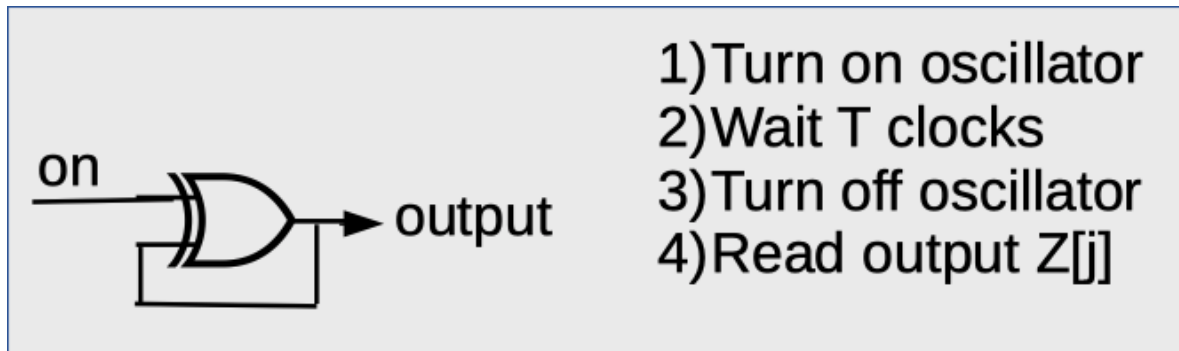 on
output
1)Turn on oscillator
2)Wait T clocks
3)Turn off oscillator
4)Read output Z[j]